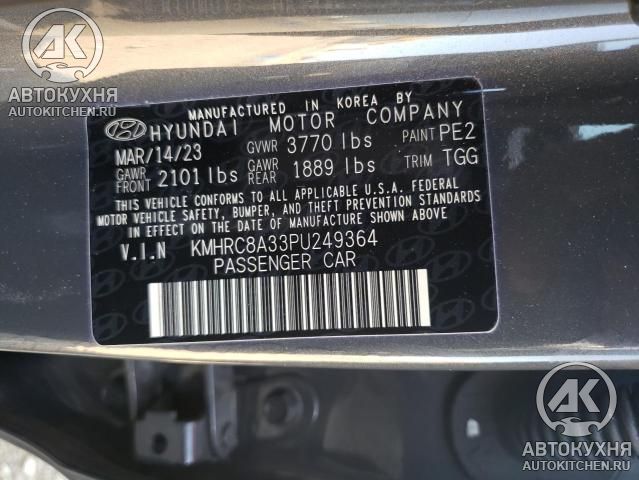 AK
АВТОКУХНЯ
AUTOKITCHEN.RU
MANUFACTURED IN KOREA BY
HYUNDAI MOTOR COMPANY
MAR/14/23 GVWR 3770 lbs PAINT PE2
GAWR FRONT 2101 lbs GAWR REAR 1889 lbs TRIM TGG
THIS VEHICLE CONFORMS TO ALL APPLICABLE U.S.A. FEDERAL
MOTOR VEHICLE SAFETY, BUMPER, AND THEFT PREVENTION STANDARDS
IN EFFECT ON THE DATE OF MANUFACTURE SHOWN ABOVE.
V.I.N KMHRC8A33PU249364
PASSENGER CAR
AK
АВТОКУХНЯ
AUTOKITCHEN.RU